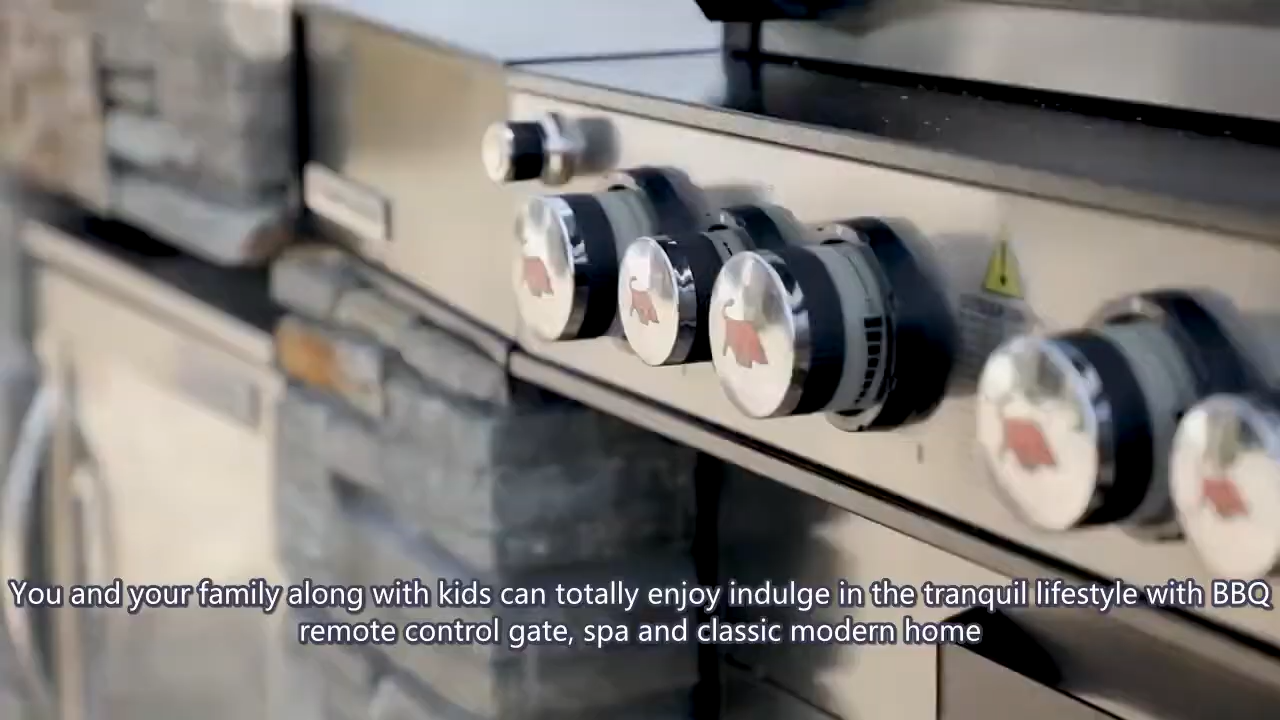 You and your family along with kids can totally enjoy indulge in the tranquil lifestyle with BBQ
remote control gate, spa and classic modern home